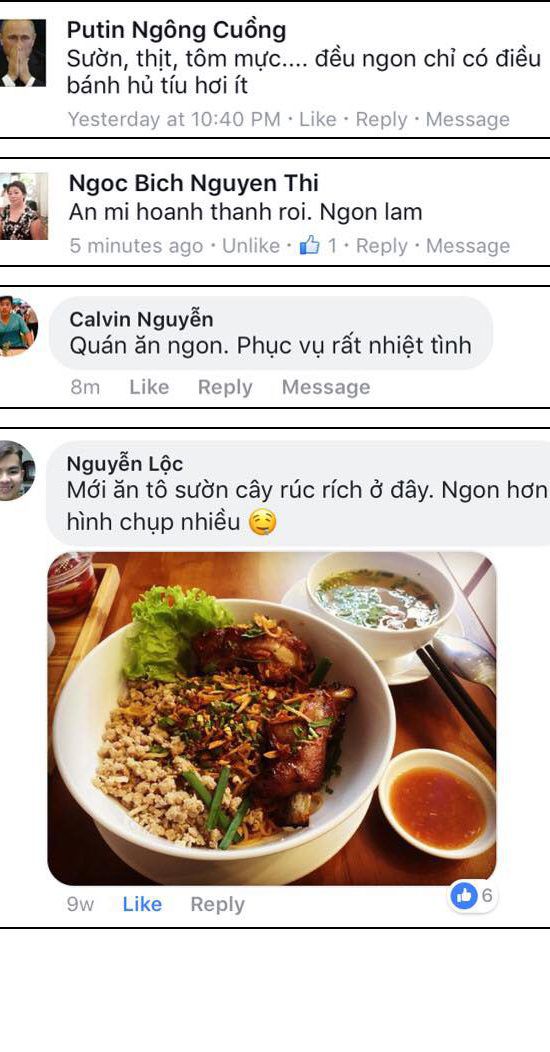 Putin Ngông Cuồng
Sườn, thịt, tôm mực.... đều ngon chỉ có điều
bánh hủ tíu hơi ít
Yesterday at 10:40 PM · Like · Reply · Message
Ngoc Bich Nguyen Thi
An mi hoanh thanh roi. Ngon lam
5 minutes ago · Unlike · 1 · Reply · Message
Calvin Nguyễn
Quán ăn ngon. Phục vụ rất nhiệt tình
8m Like Reply Message
Nguyễn Lộc
Mới ăn tô sườn cây rúc rích ở đây. Ngon hơn
hình chụp nhiều 🤤
9w Like Reply 6